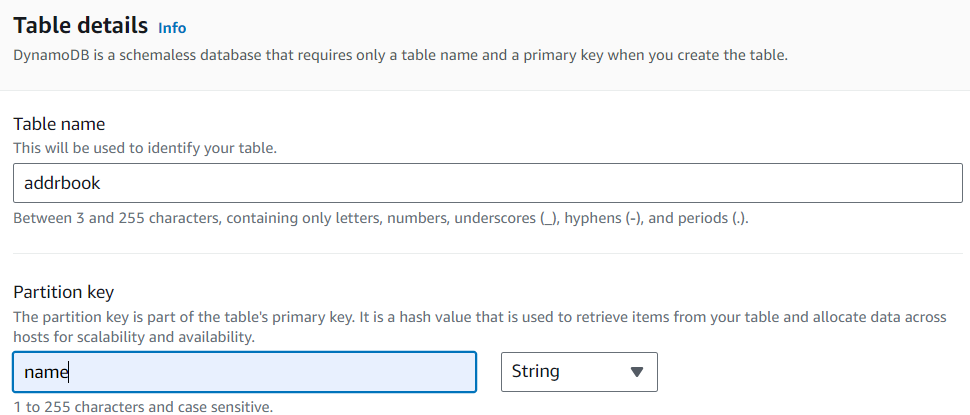 Table details Info
DynamoDB is a schemaless database that requires only a table name and a primary key when you create the table.
Table name
This will be used to identify your table.
addrbook
Between 3 and 255 characters, containing only letters, numbers, underscores (_), hyphens (-), and periods (.).
Partition key
The partition key is part of the table's primary key. It is a hash value that is used to retrieve items from your table and allocate data across
hosts for scalability and availability.
name String
1 to 255 characters and case sensitive.